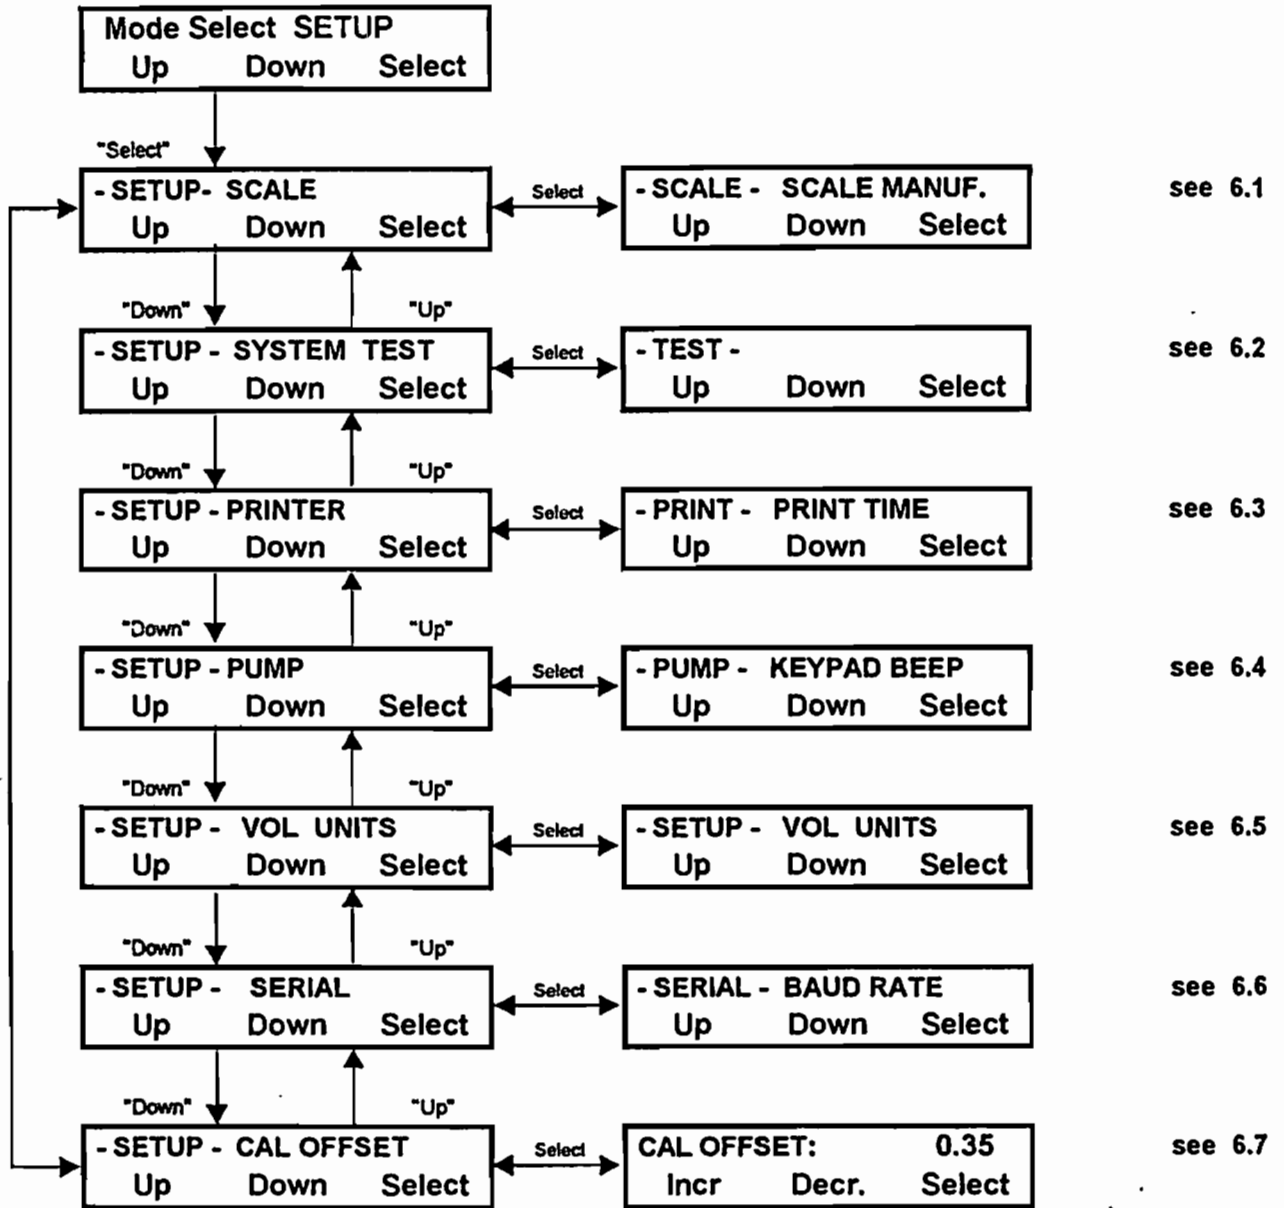 Mode Select SETUP
Up Down Select
"Select"
- SETUP- SCALE
Up Down Select
Select
- SCALE - SCALE MANUF.
Up Down Select
see 6.1
"Down" "Up"
- SETUP - SYSTEM TEST
Up Down Select
Select
- TEST -
Up Down Select
see 6.2
"Down" "Up"
- SETUP - PRINTER
Up Down Select
Select
- PRINT - PRINT TIME
Up Down Select
see 6.3
"Down" "Up"
- SETUP - PUMP
Up Down Select
Select
- PUMP - KEYPAD BEEP
Up Down Select
see 6.4
"Down" "Up"
- SETUP - VOL UNITS
Up Down Select
Select
- SETUP - VOL UNITS
Up Down Select
see 6.5
"Down" "Up"
- SETUP - SERIAL
Up Down Select
Select
- SERIAL - BAUD RATE
Up Down Select
see 6.6
"Down" "Up"
- SETUP - CAL OFFSET
Up Down Select
Select
CAL OFFSET: 0.35
Incr Decr. Select
see 6.7